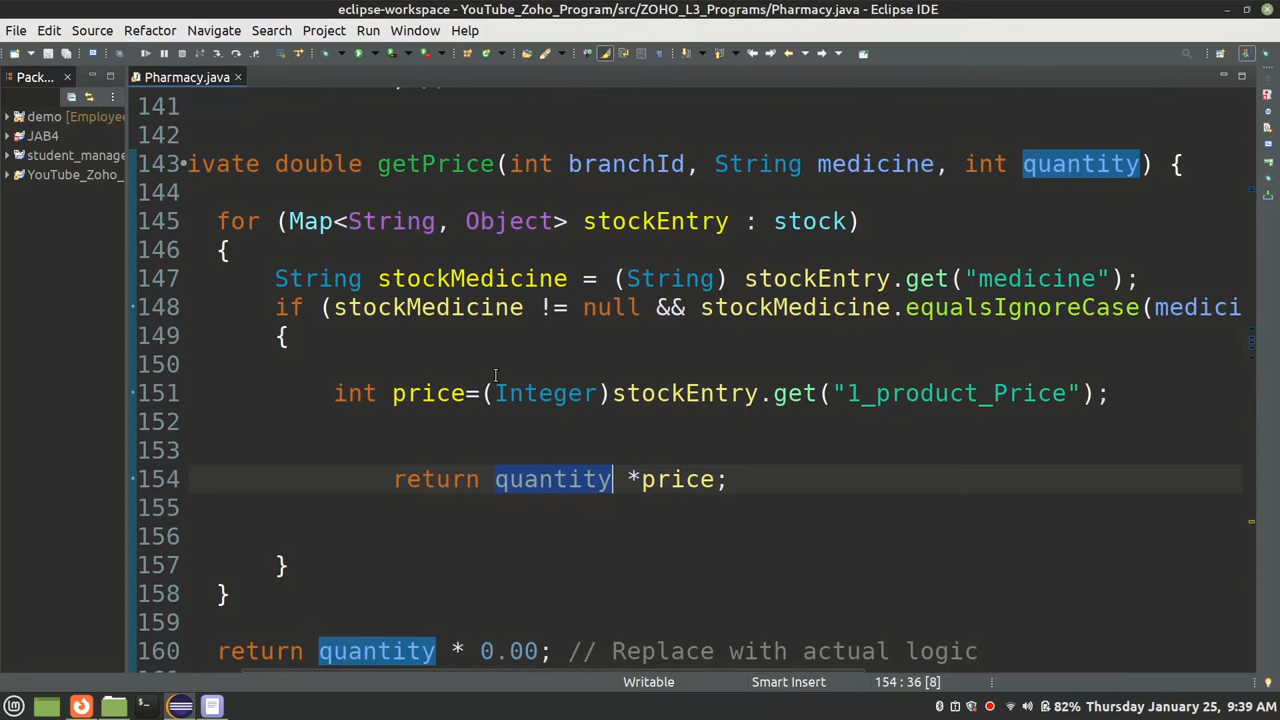 eclipse-workspace - YouTube_Zoho_Program/src/ZOHO_L3_Programs/Pharmacy.java - Eclipse IDE
File Edit Source Refactor Navigate Search Project Run Window Help
Pack...
Pharmacy.java
demo [Employee
JAB4
student_manage
YouTube_Zoho_
141
142
143 ivate double getPrice(int branchId, String medicine, int quantity) {
144
145 for (Map<String, Object> stockEntry : stock)
146 {
147 String stockMedicine = (String) stockEntry.get("medicine");
148 if (stockMedicine != null && stockMedicine.equalsIgnoreCase(medici
149 {
150
151 int price=(Integer)stockEntry.get("1_product_Price");
152
153
154 return quantity *price;
155
156
157 }
158 }
159
160 return quantity * 0.00; // Replace with actual logic
Writable Smart Insert 154 : 36 [8]
82% Thursday January 25, 9:39 AM